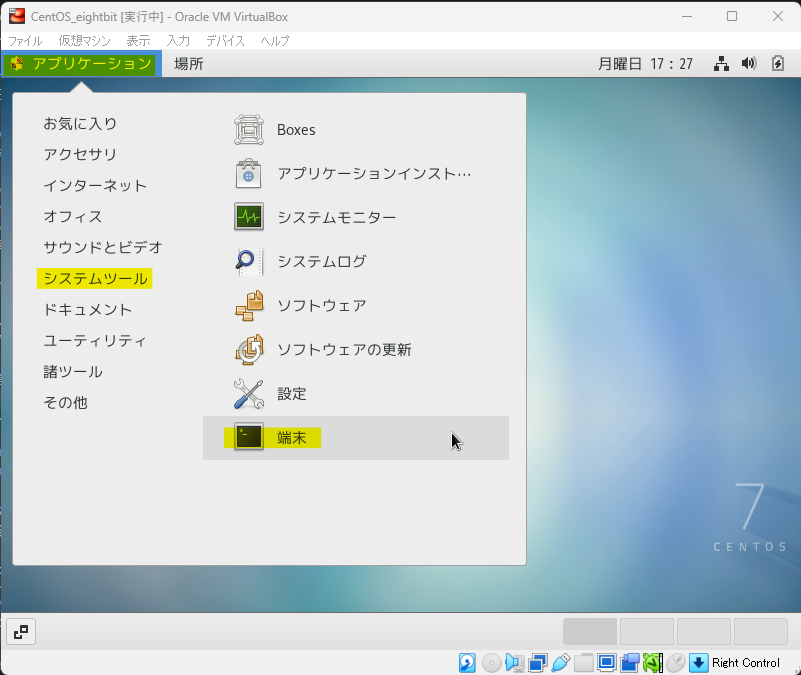 CentOS_eightbit [実行中] - Oracle VM VirtualBox
ファイル 仮想マシン 表示 入力 デバイス ヘルプ
アプリケーション 場所 月曜日 17：27
お気に入り
アクセサリ
インターネット
オフィス
サウンドとビデオ
システムツール
ドキュメント
ユーティリティ
諸ツール
その他
Boxes
アプリケーションインスト…
システムモニター
システムログ
ソフトウェア
ソフトウェアの更新
設定
端末
7
CENTOS
Right Control